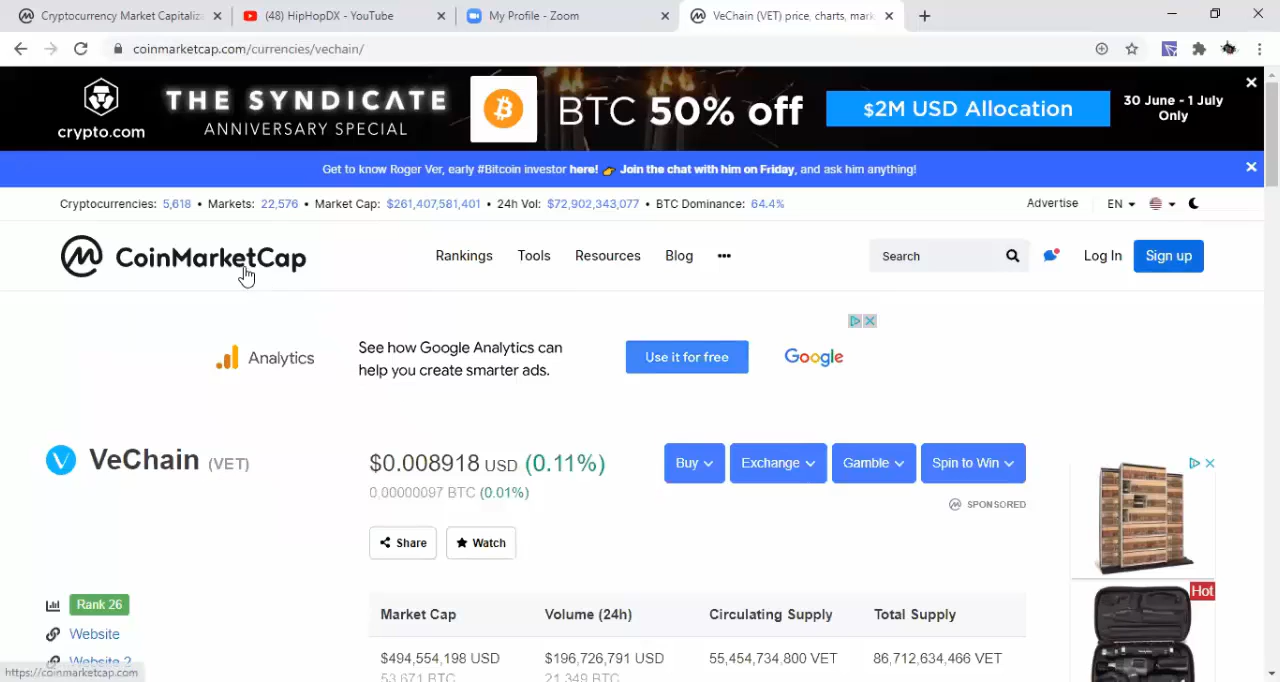 Cryptocurrency Market Capitaliz
(48) HipHopDX - YouTube
My Profile - Zoom
VeChain (VET) price, charts, mark
coinmarketcap.com/currencies/vechain/
crypto.com
THE SYNDICATE
ANNIVERSARY SPECIAL
BTC 50% off
$2M USD Allocation
30 June - 1 July
Only
Get to know Roger Ver, early #Bitcoin investor here! 👉 Join the chat with him on Friday, and ask him anything!
Cryptocurrencies: 5,618 • Markets: 22,576 • Market Cap: $261,407,581,401 • 24h Vol: $72,902,343,077 • BTC Dominance: 64.4%
Advertise
EN
CoinMarketCap
Rankings
Tools
Resources
Blog
Search
Log In
Sign up
Analytics
See how Google Analytics can
help you create smarter ads.
Use it for free
Google
VeChain (VET)
$0.008918 USD (0.11%)
0.00000097 BTC (0.01%)
Buy
Exchange
Gamble
Spin to Win
SPONSORED
Share
Watch
Rank 26
Website
Website 2
Market Cap
Volume (24h)
Circulating Supply
Total Supply
$494,554,198 USD
$196,726,791 USD
55,454,734,800 VET
86,712,634,466 VET
53,671 BTC
21,349 BTC
Hot
https://coinmarketcap.com